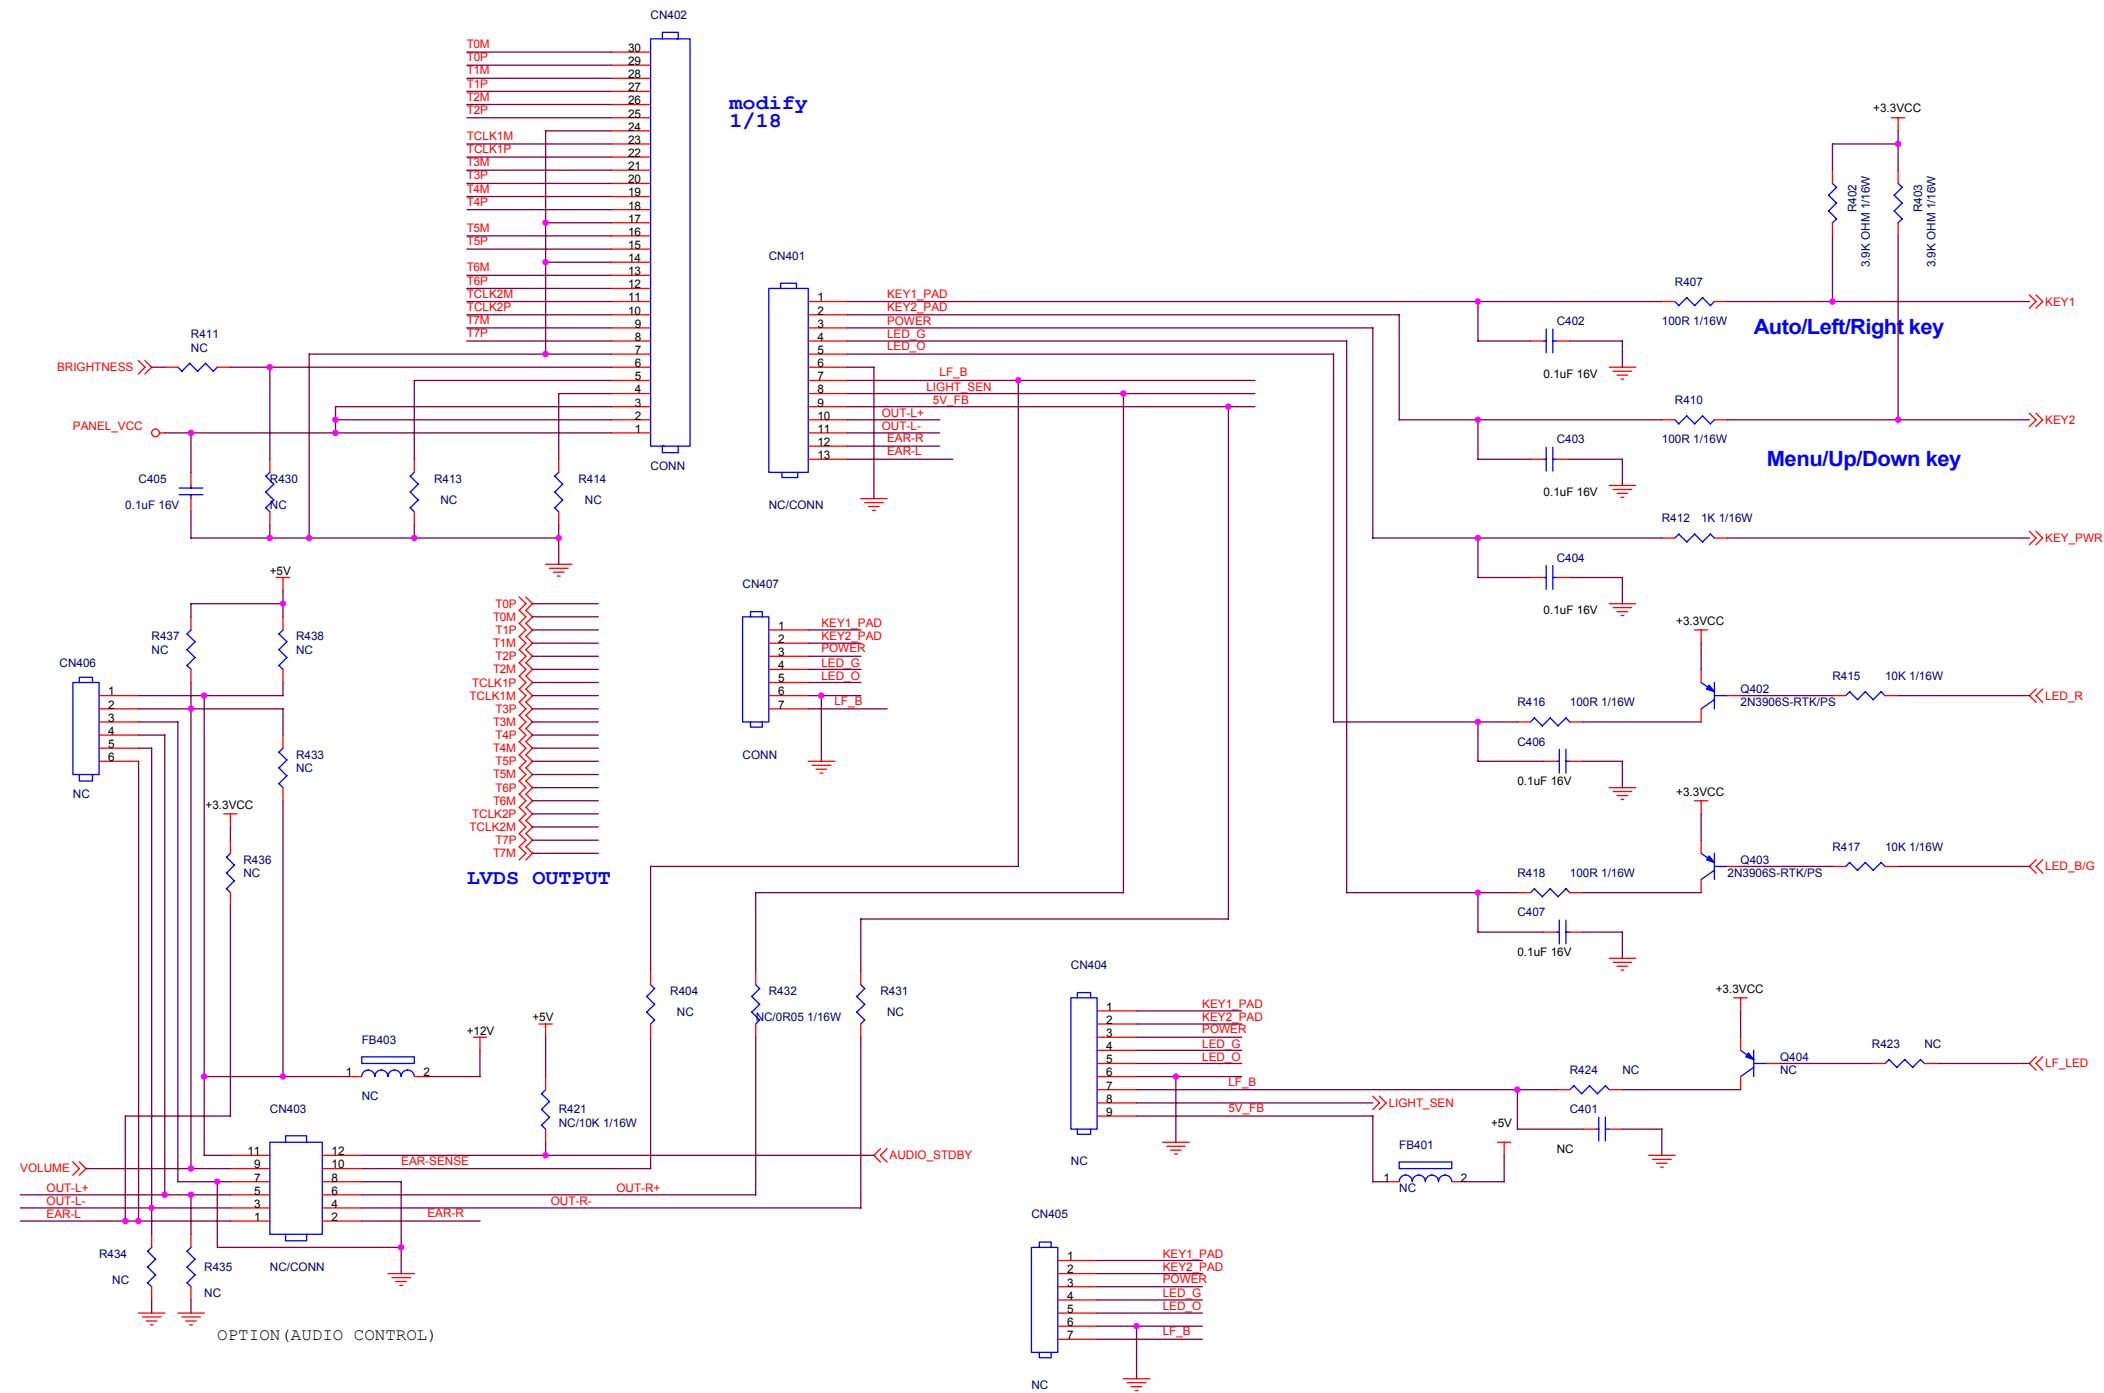 CN402
T0M 30
T0P 29
T1M 28
T1P 27
T2M 26
T2P 25
24
TCLK1M 23
TCLK1P 22
T3M 21
T3P 20
T4M 19
T4P 18
17
T5M 16
T5P 15
14
T6M 13
T6P 12
TCLK2M 11
TCLK2P 10
T7M 9
T7P 8
7
6
5
4
3
2
1
CONN
modify
1/18
R411
NC
BRIGHTNESS
PANEL_VCC
C405
0.1uF 16V
R430
NC
R413
NC
R414
NC
CN401
1 KEY1_PAD
2 KEY2_PAD
3 POWER
4 LED_G
5 LED_O
6
7 LF_B
8 LIGHT_SEN
9 5V_FB
10 OUT-L+
11 OUT-L-
12 EAR-R
13 EAR-L
NC/CONN
+3.3VCC
R402
3.9K OHM 1/16W
R403
3.9K OHM 1/16W
R407
100R 1/16W
KEY1
Auto/Left/Right key
C402
0.1uF 16V
R410
100R 1/16W
KEY2
Menu/Up/Down key
C403
0.1uF 16V
R412 1K 1/16W
KEY_PWR
C404
0.1uF 16V
+3.3VCC
Q402
2N3906S-RTK/PS
R415 10K 1/16W
LED_R
R416 100R 1/16W
C406
0.1uF 16V
+3.3VCC
Q403
2N3906S-RTK/PS
R417 10K 1/16W
LED_B/G
R418 100R 1/16W
C407
0.1uF 16V
+5V
R437
NC
R438
NC
CN406
1
2
3
4
5
6
NC
R433
NC
+3.3VCC
R436
NC
T0P
T0M
T1P
T1M
T2P
T2M
TCLK1P
TCLK1M
T3P
T3M
T4P
T4M
T5P
T5M
T6P
T6M
TCLK2P
TCLK2M
T7P
T7M
LVDS OUTPUT
CN407
1 KEY1_PAD
2 KEY2_PAD
3 POWER
4 LED_G
5 LED_O
6
7 LF_B
CONN
R404
NC
R432
NC/0R05 1/16W
R431
NC
+12V
FB403
1 2
NC
+5V
R421
NC/10K 1/16W
CN403
11 12
9 10
7 8
5 6
3 4
1 2
NC/CONN
VOLUME
OUT-L+
OUT-L-
EAR-L
EAR-SENSE
AUDIO_STDBY
OUT-R+
OUT-R-
EAR-R
R434
NC
R435
NC
OPTION(AUDIO CONTROL)
CN404
1 KEY1_PAD
2 KEY2_PAD
3 POWER
4 LED_G
5 LED_O
6
7 LF_B
8 LIGHT_SEN
9 5V_FB
NC
+3.3VCC
Q404
NC
R423 NC
LF_LED
R424 NC
C401
NC
+5V
FB401
1 2
NC
CN405
1 KEY1_PAD
2 KEY2_PAD
3 POWER
4 LED_G
5 LED_O
6
7 LF_B
NC